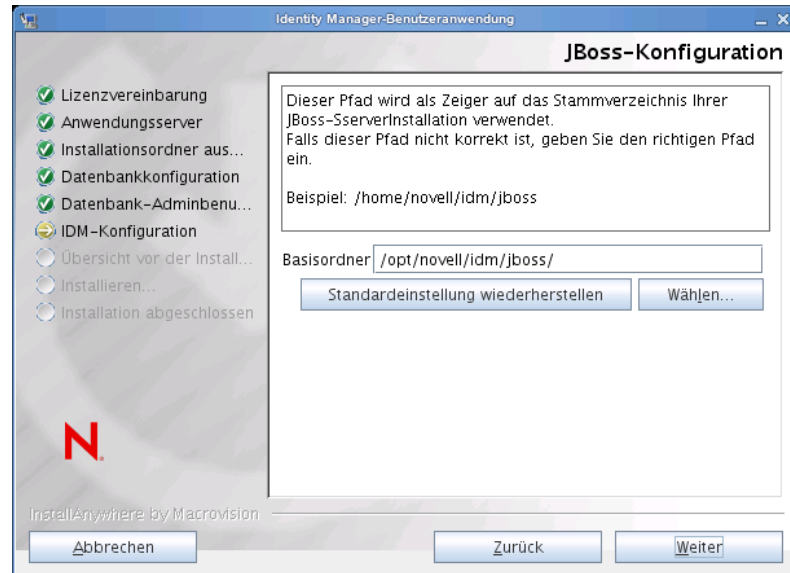 Identity Manager-Benutzeranwendung
JBoss-Konfiguration
Lizenzvereinbarung
Anwendungsserver
Installationsordner aus...
Datenbankkonfiguration
Datenbank-Adminbenu...
IDM-Konfiguration
Übersicht vor der Install...
Installieren...
Installation abgeschlossen
Dieser Pfad wird als Zeiger auf das Stammverzeichnis Ihrer
JBoss-SserverInstallation verwendet.
Falls dieser Pfad nicht korrekt ist, geben Sie den richtigen Pfad
ein.
Beispiel: /home/novell/idm/jboss
Basisordner /opt/novell/idm/jboss/
Standardeinstellung wiederherstellen Wählen...
N.
InstallAnywhere by Macrovision
Abbrechen Zurück Weiter